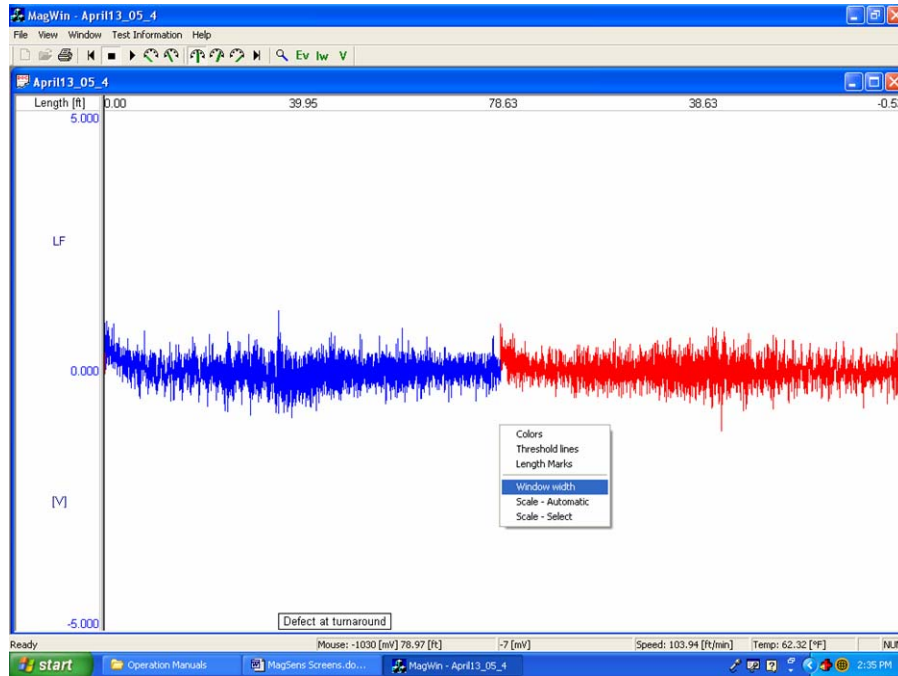 MagWin - April13_05_4
File View Window Test Information Help
Ev Iw V
April13_05_4
Length [ft] 0.00 39.95 78.63 38.63
5.000
LF
0.000
Colors
Threshold lines
Length Marks
Window width
Scale - Automatic
Scale - Select
[V]
-5.000
Defect at turnaround
Ready Mouse: -1030 [mV] 78.97 [ft] -7 [mV] Speed: 103.94 [ft/min] Temp: 62.32 [°F]
start Operation Manuals MagSens Screens.do... MagWin - April13_05_4 2:35 PM